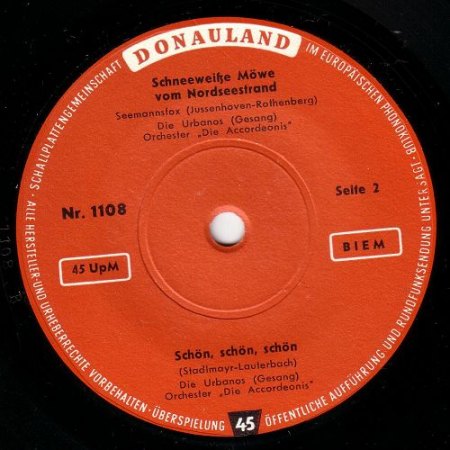 DONAULAND
SCHALLPLATTENGEMEINSCHAFT
IM EUROPÄISCHEN PHONOKLUB
Schneeweiße Möwe
vom Nordseestrand
Seemannsfox (Jussenhoven-Rothenberg)
Die Urbanos (Gesang)
Orchester „Die Accordeonis"
Nr. 1108
Seite 2
45 UpM
BIEM
Schön, schön, schön
(Stadlmayr-Lauterbach)
Die Urbanos (Gesang)
Orchester „Die Accordeonis"
ALLE HERSTELLER- UND URHEBERRECHTE VORBEHALTEN · ÜBERSPIELUNG 45 ÖFFENTLICHE AUFFÜHRUNG UND RUNDFUNKSENDUNG UNTERSAGT